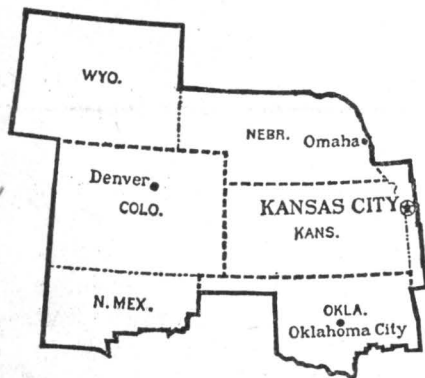 WYO.
NEBR.
Omaha
Denver
COLO.
KANSAS CITY
KANS.
N. MEX.
OKLA.
Oklahoma City